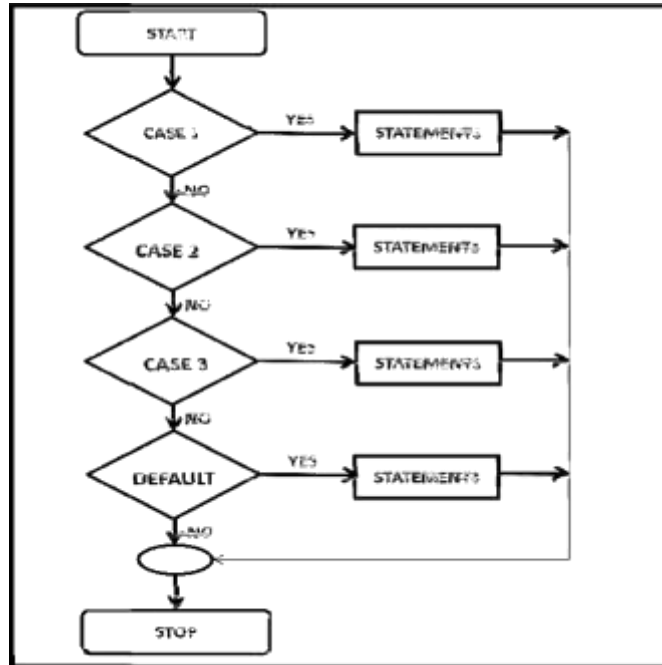 START
CASE 1
YES
STATEMENTS
NO
CASE 2
YES
STATEMENTS
NO
CASE 3
YES
STATEMENTS
NO
DEFAULT
YES
STATEMENTS
NO
STOP